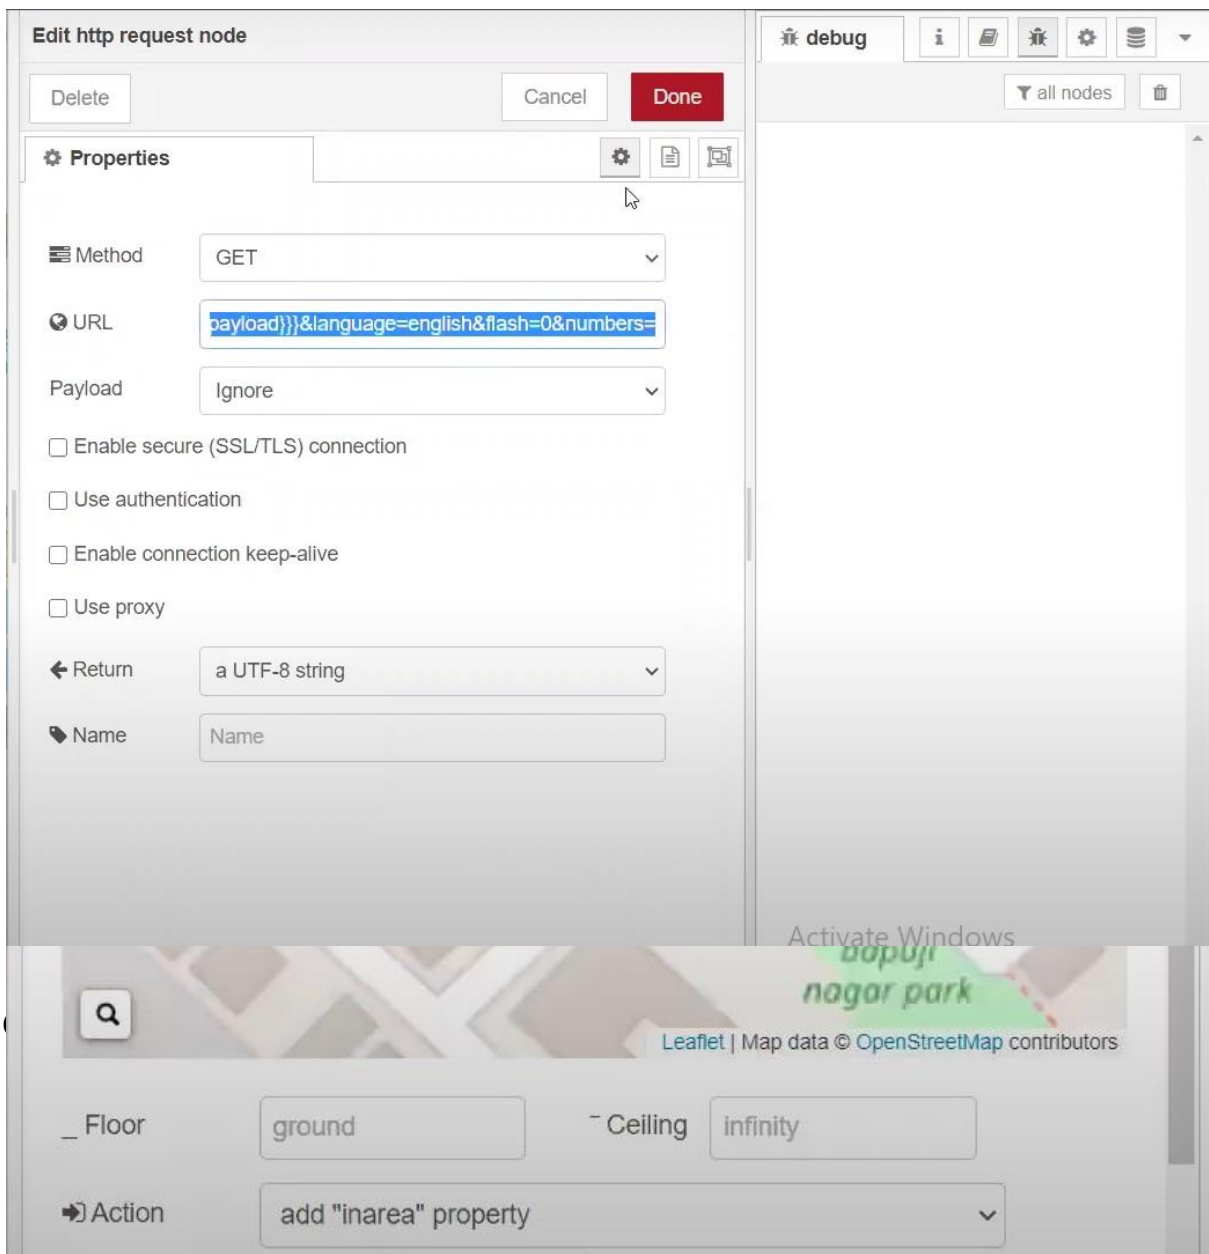 Edit http request node
debug
Delete
Cancel
Done
all nodes
Properties
Method
GET
URL
payload}}}&language=english&flash=0&numbers=
Payload
Ignore
Enable secure (SSL/TLS) connection
Use authentication
Enable connection keep-alive
Use proxy
Return
a UTF-8 string
Name
Name
Activate Windows
bapuji
nagar park
Leaflet | Map data © OpenStreetMap contributors
_ Floor
ground
¯ Ceiling
infinity
Action
add "inarea" property